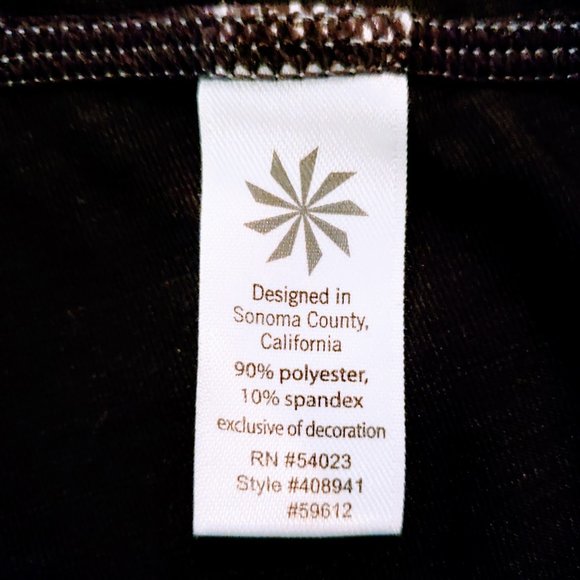 Designed in
Sonoma County,
California
90% polyester,
10% spandex
exclusive of decoration
RN #54023
Style #408941
#59612